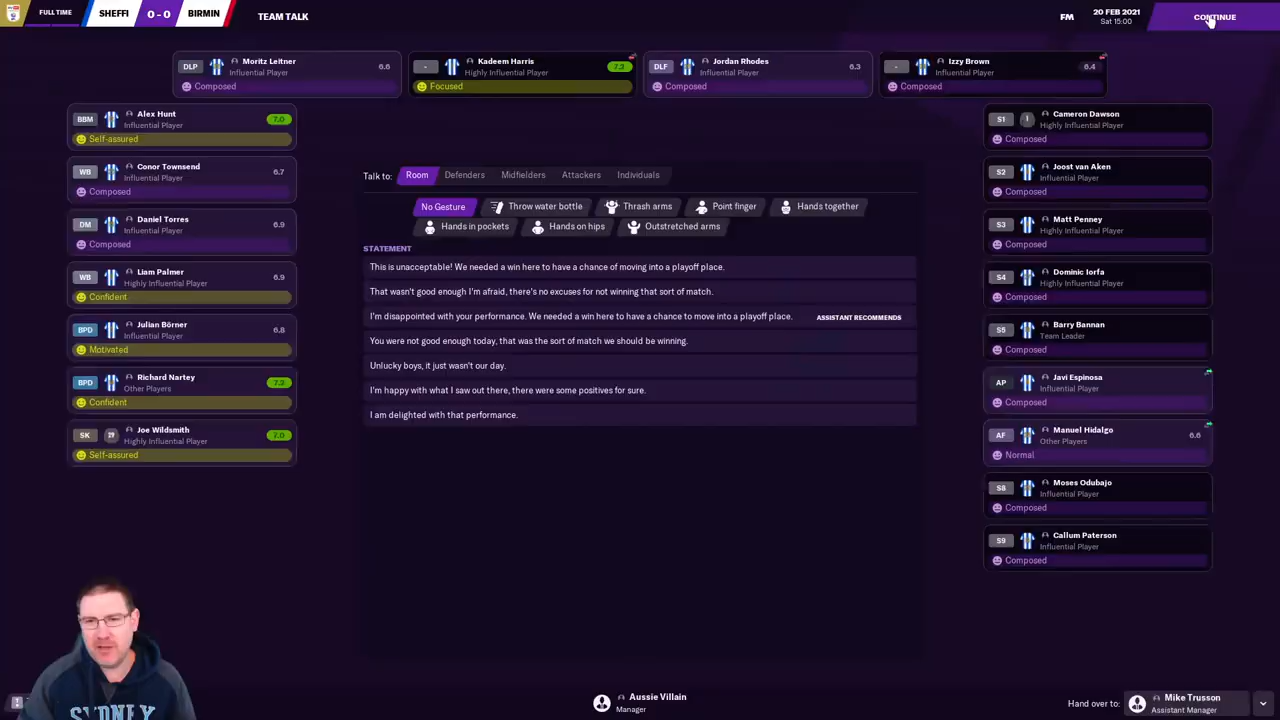 FULL TIME
SHEFFI
0 - 0
BIRMIN
TEAM TALK
FM
20 FEB 2021
Sat 15:00
CONTINUE
DLP
Moritz Leitner
Influential Player
6.6
Composed
-
Kadeem Harris
Highly Influential Player
7.3
Focused
DLF
Jordan Rhodes
Influential Player
6.3
Composed
-
Izzy Brown
Influential Player
6.4
Composed
BBM
Alex Hunt
Influential Player
7.0
Self-assured
WB
Conor Townsend
Influential Player
6.7
Composed
DM
Daniel Torres
Influential Player
6.9
Composed
WB
Liam Palmer
Highly Influential Player
6.9
Confident
BPD
Julian Börner
Influential Player
6.8
Motivated
BPD
Richard Nartey
Other Players
7.3
Confident
SK
29
Joe Wildsmith
Highly Influential Player
7.0
Self-assured
Talk to:
Room
Defenders
Midfielders
Attackers
Individuals
No Gesture
Throw water bottle
Thrash arms
Point finger
Hands together
Hands in pockets
Hands on hips
Outstretched arms
STATEMENT
This is unacceptable! We needed a win here to have a chance of moving into a playoff place.
That wasn't good enough I'm afraid, there's no excuses for not winning that sort of match.
I'm disappointed with your performance. We needed a win here to have a chance to move into a playoff place.
ASSISTANT RECOMMENDS
You were not good enough today, that was the sort of match we should be winning.
Unlucky boys, it just wasn't our day.
I'm happy with what I saw out there, there were some positives for sure.
I am delighted with that performance.
S1
1
Cameron Dawson
Highly Influential Player
Composed
S2
Joost van Aken
Influential Player
Composed
S3
Matt Penney
Highly Influential Player
Composed
S4
Dominic Iorfa
Highly Influential Player
Composed
S5
Barry Bannan
Team Leader
Composed
AP
Javi Espinosa
Influential Player
Composed
AF
Manuel Hidalgo
Other Players
6.6
Normal
S8
Moses Odubajo
Influential Player
Composed
S9
Callum Paterson
Influential Player
Composed
SYDNEY
Aussie Villain
Manager
Hand over to:
Mike Trusson
Assistant Manager